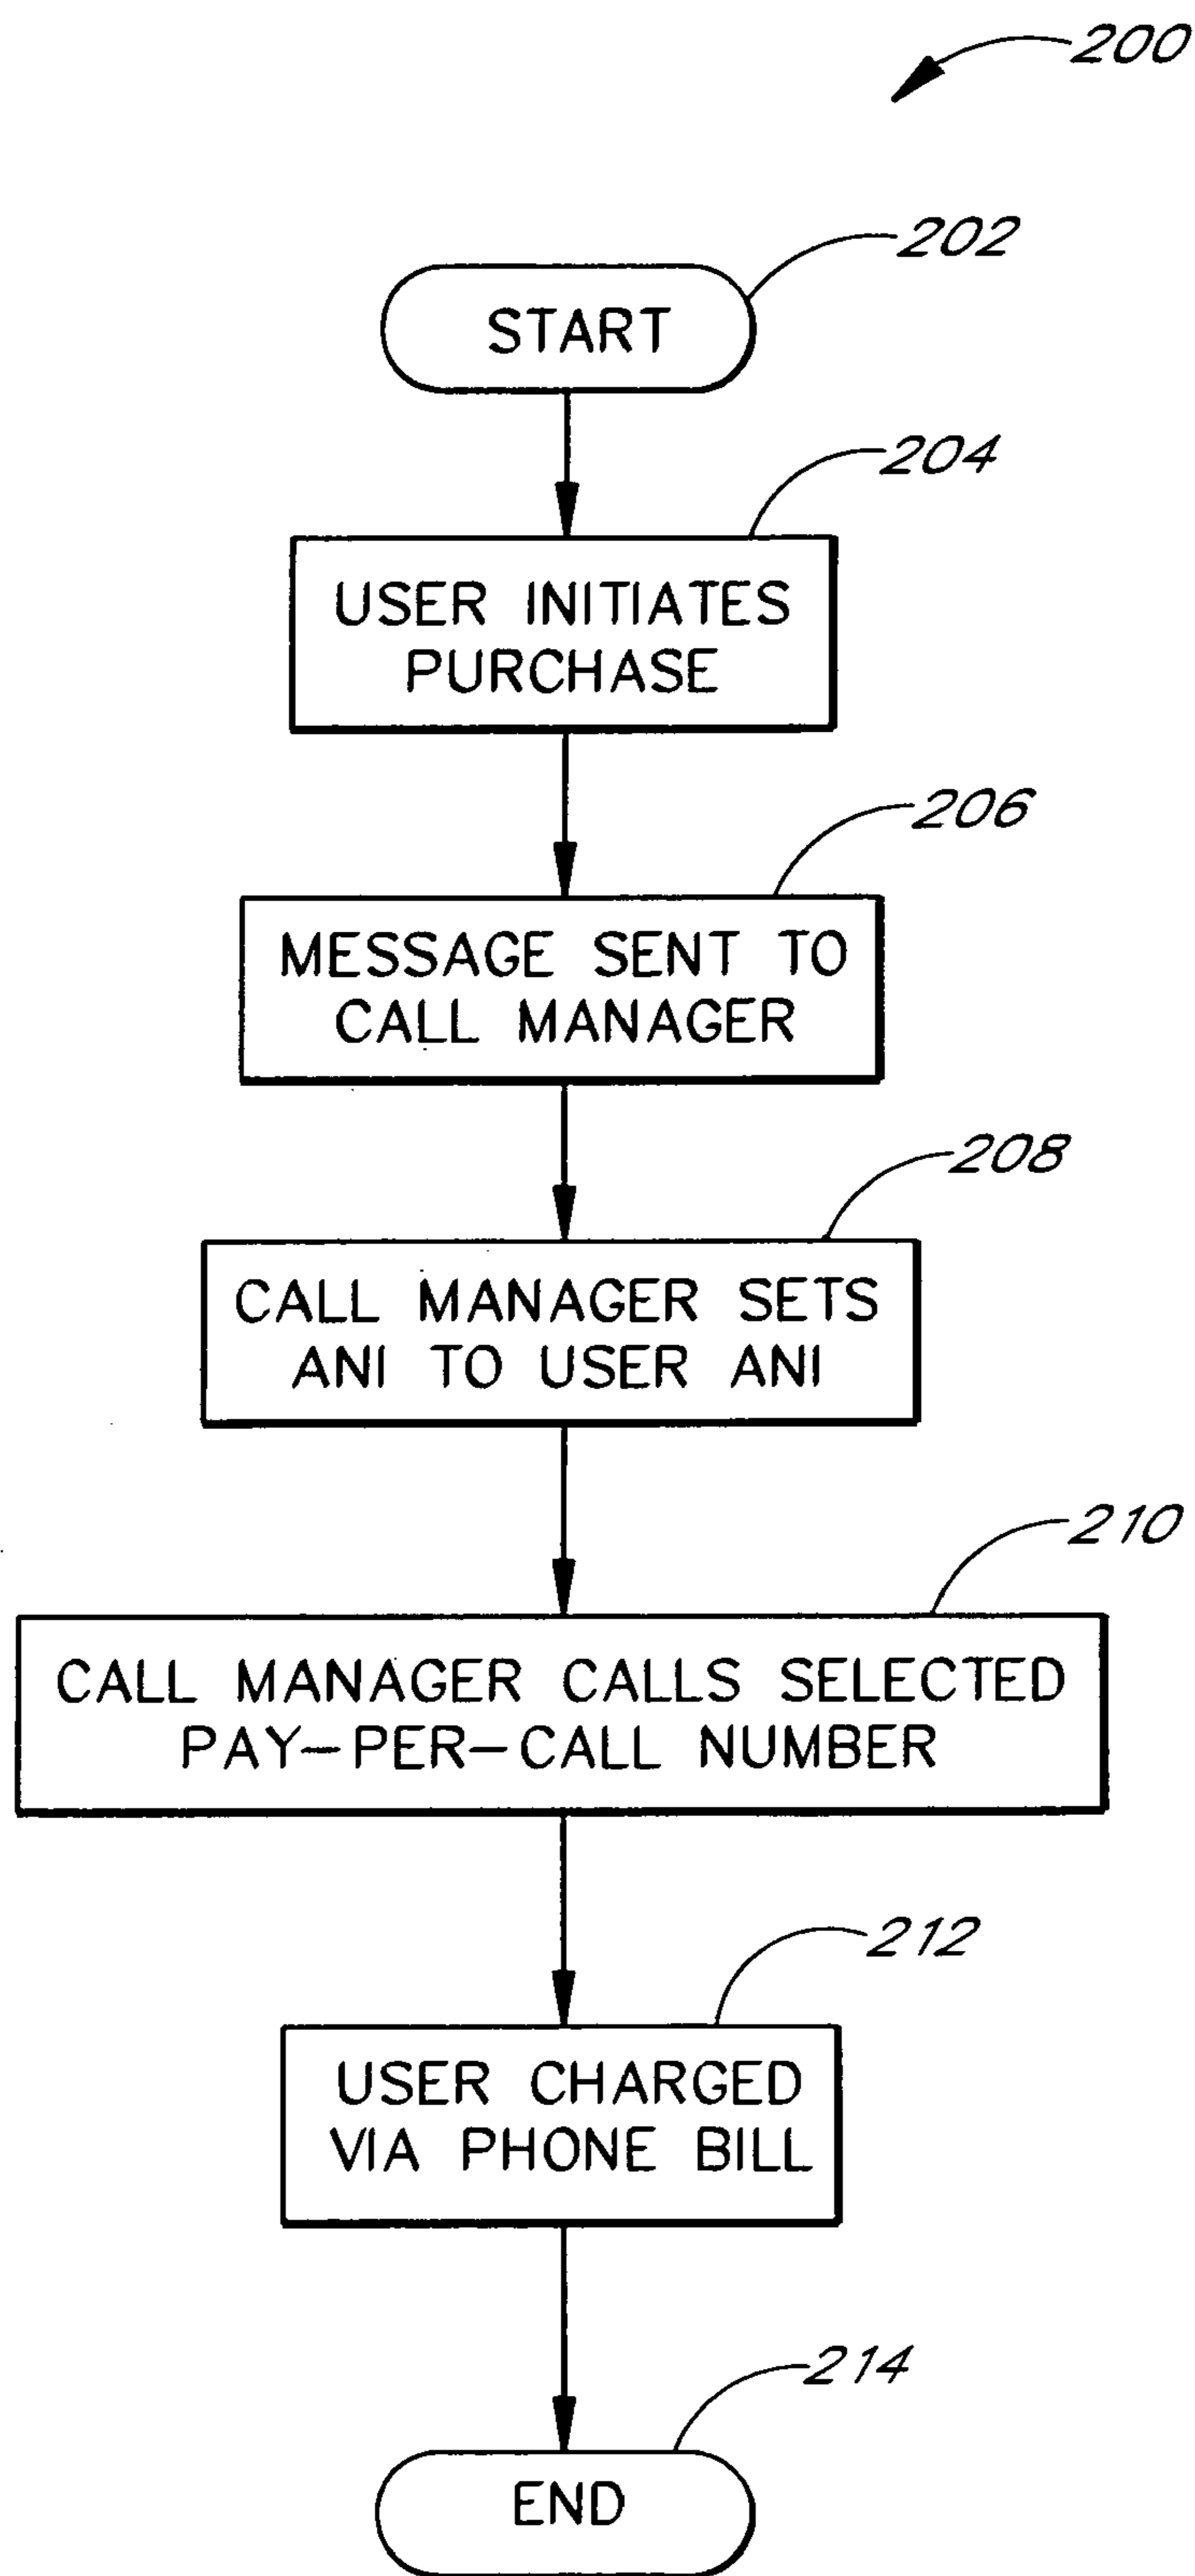 200
202
START
204
USER INITIATES
PURCHASE
206
MESSAGE SENT TO
CALL MANAGER
208
CALL MANAGER SETS
ANI TO USER ANI
210
CALL MANAGER CALLS SELECTED
PAY-PER-CALL NUMBER
212
USER CHARGED
VIA PHONE BILL
214
END